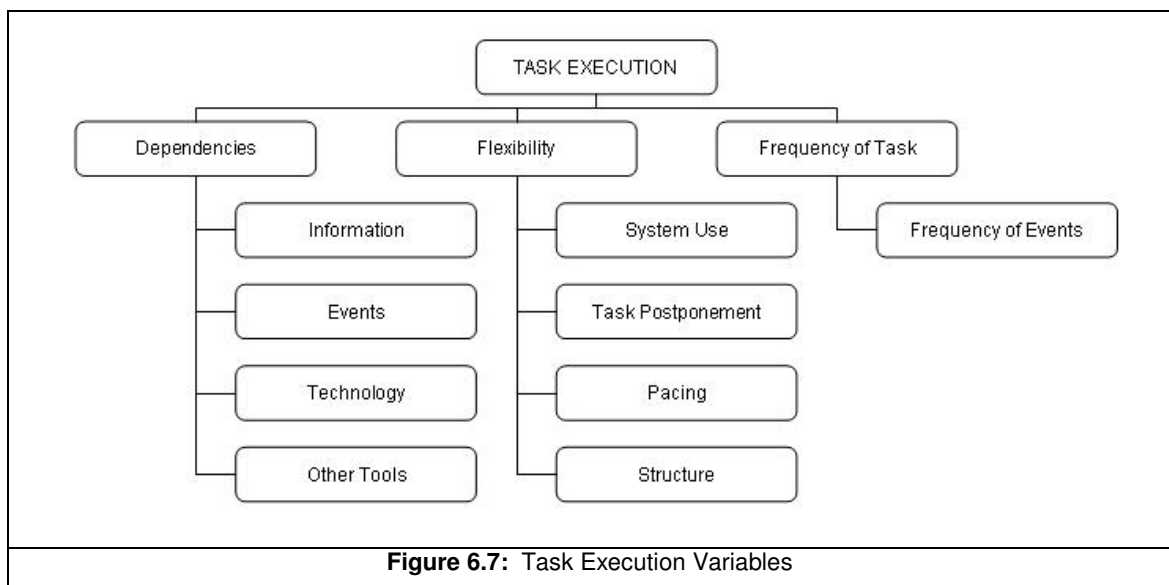 TASK EXECUTION
Dependencies
Flexibility
Frequency of Task
Information
System Use
Frequency of Events
Events
Task Postponement
Technology
Pacing
Other Tools
Structure
Figure 6.7: Task Execution Variables